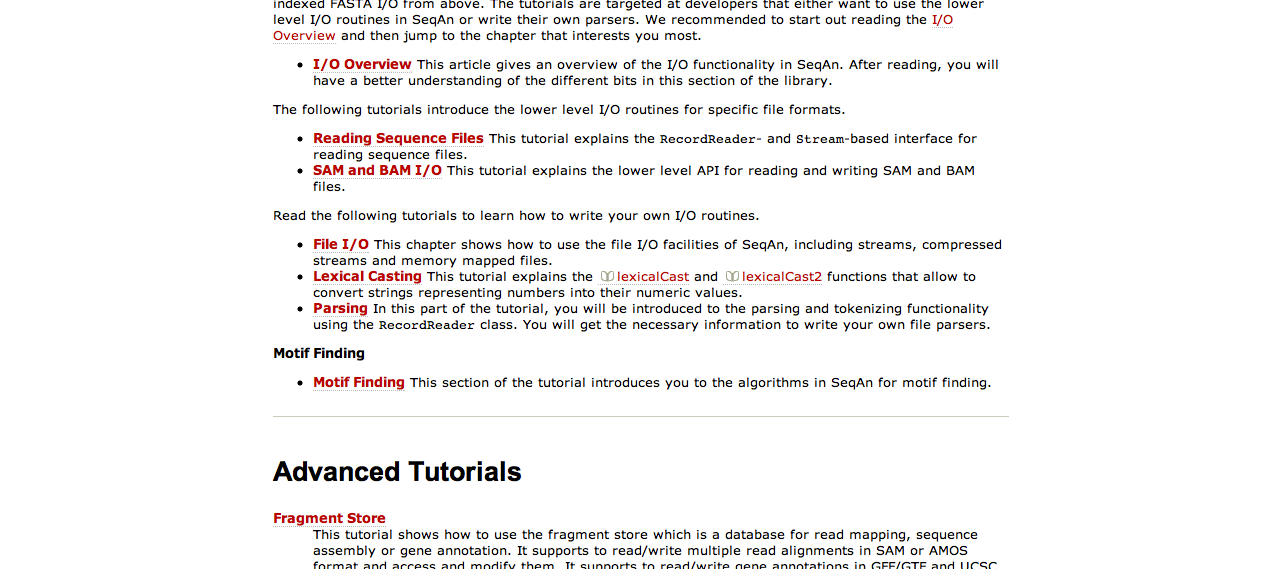 indexed FASTA I/O from above. The tutorials are targeted at developers that either want to use the lower
level I/O routines in SeqAn or write their own parsers. We recommended to start out reading the I/O
Overview and then jump to the chapter that interests you most.
I/O Overview This article gives an overview of the I/O functionality in SeqAn. After reading, you will
have a better understanding of the different bits in this section of the library.
The following tutorials introduce the lower level I/O routines for specific file formats.
Reading Sequence Files This tutorial explains the RecordReader- and Stream-based interface for
reading sequence files.
SAM and BAM I/O This tutorial explains the lower level API for reading and writing SAM and BAM
files.
Read the following tutorials to learn how to write your own I/O routines.
File I/O This chapter shows how to use the file I/O facilities of SeqAn, including streams, compressed
streams and memory mapped files.
Lexical Casting This tutorial explains the lexicalCast and lexicalCast2 functions that allow to
convert strings representing numbers into their numeric values.
Parsing In this part of the tutorial, you will be introduced to the parsing and tokenizing functionality
using the RecordReader class. You will get the necessary information to write your own file parsers.
Motif Finding
Motif Finding This section of the tutorial introduces you to the algorithms in SeqAn for motif finding.
Advanced Tutorials
Fragment Store
This tutorial shows how to use the fragment store which is a database for read mapping, sequence
assembly or gene annotation. It supports to read/write multiple read alignments in SAM or AMOS
format and access and modify them. It supports to read/write gene annotations in GFF/GTF and UCSC